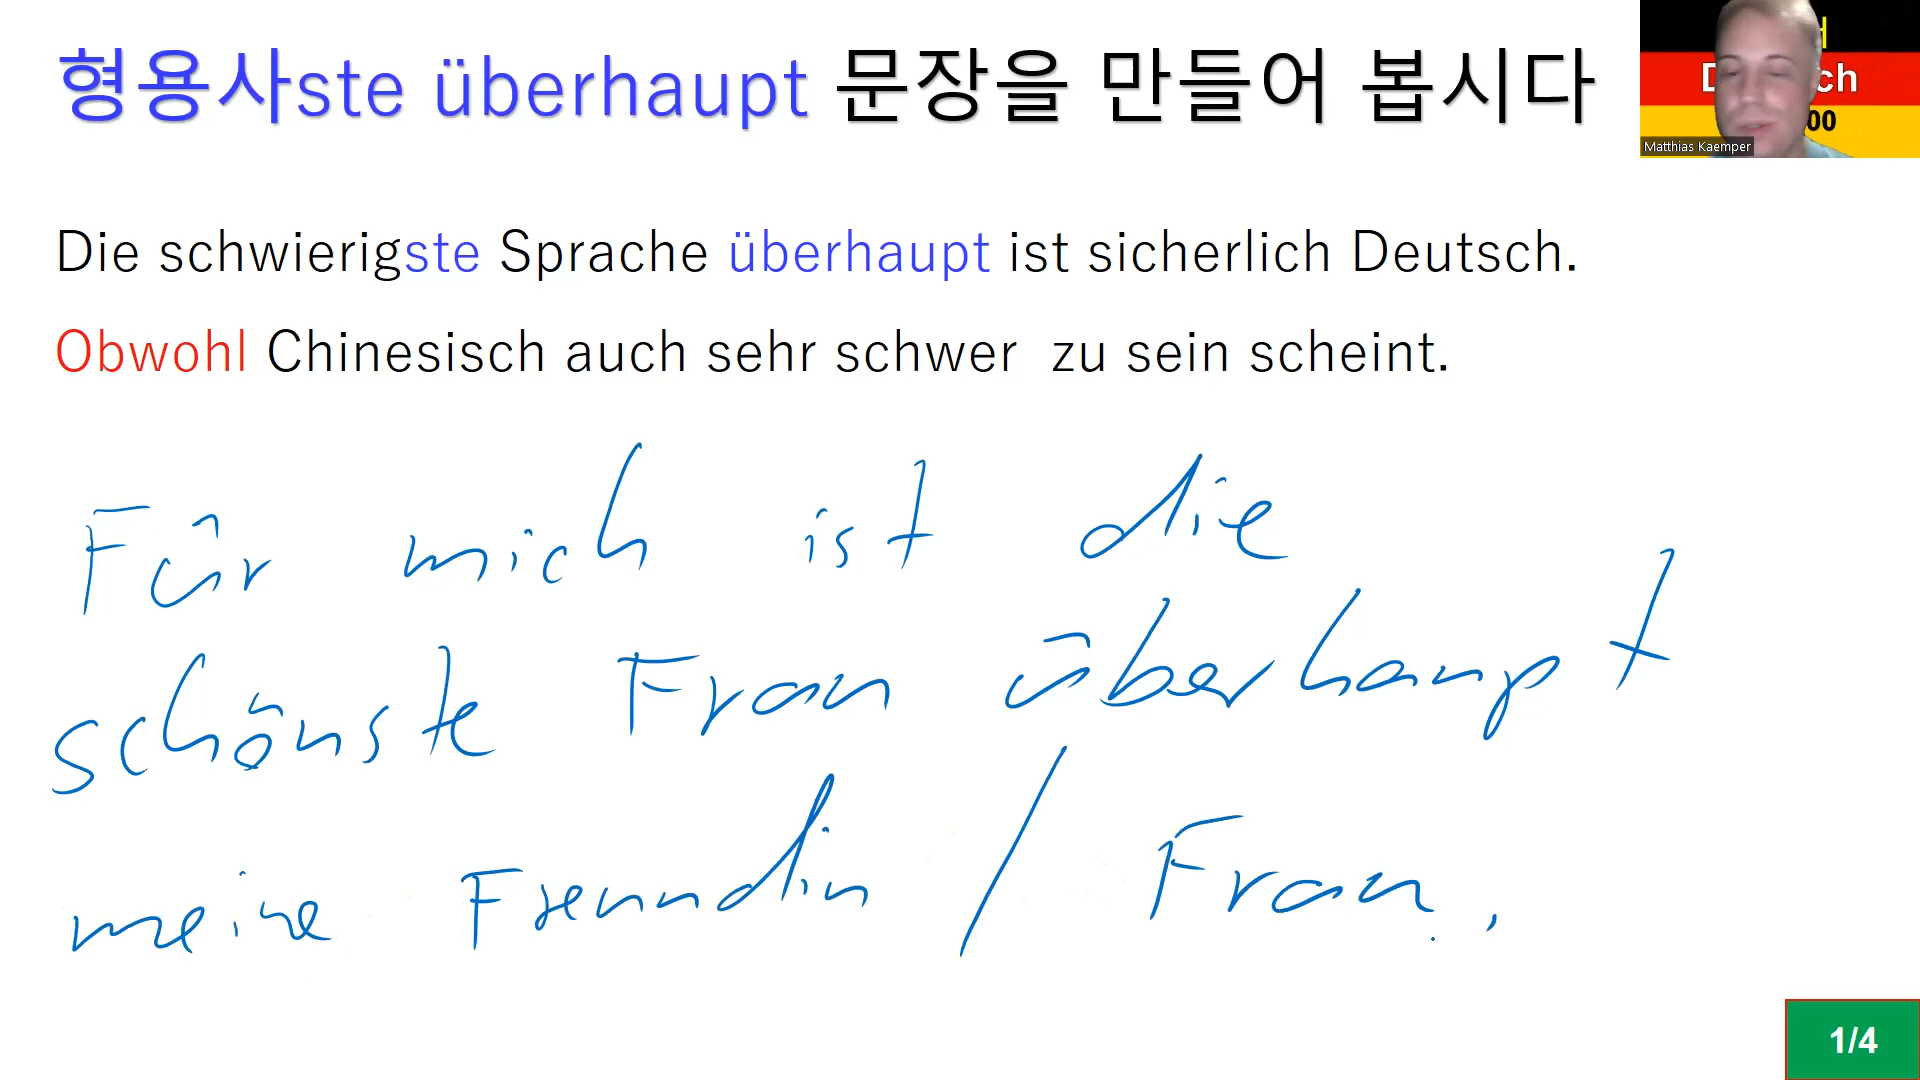 형용사ste überhaupt 문장을 만들어 봅시다
Matthias Kaemper
00
Die schwierigste Sprache überhaupt ist sicherlich Deutsch.
Obwohl Chinesisch auch sehr schwer zu sein scheint.
Für mich ist die
schönste Frau überhaupt
meine Freundin / Frau.
1/4